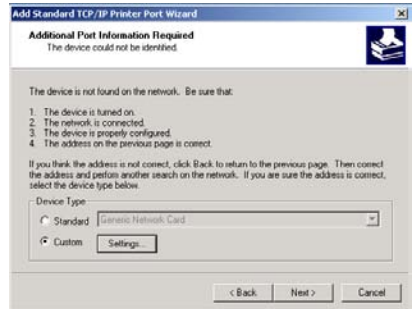 Add Standard TCP/IP Printer Port Wizard
Additional Port Information Required
The device could not be identified.
The device is not found on the network. Be sure that:
1. The device is turned on.
2. The network is connected.
3. The device is properly configured.
4. The address on the previous page is correct.
If you think the address is not correct, click Back to return to the previous page. Then correct
the address and perform another search on the network. If you are sure the address is correct,
select the device type below.
Device Type
Standard Generic Network Card
Custom Settings...
< Back Next > Cancel